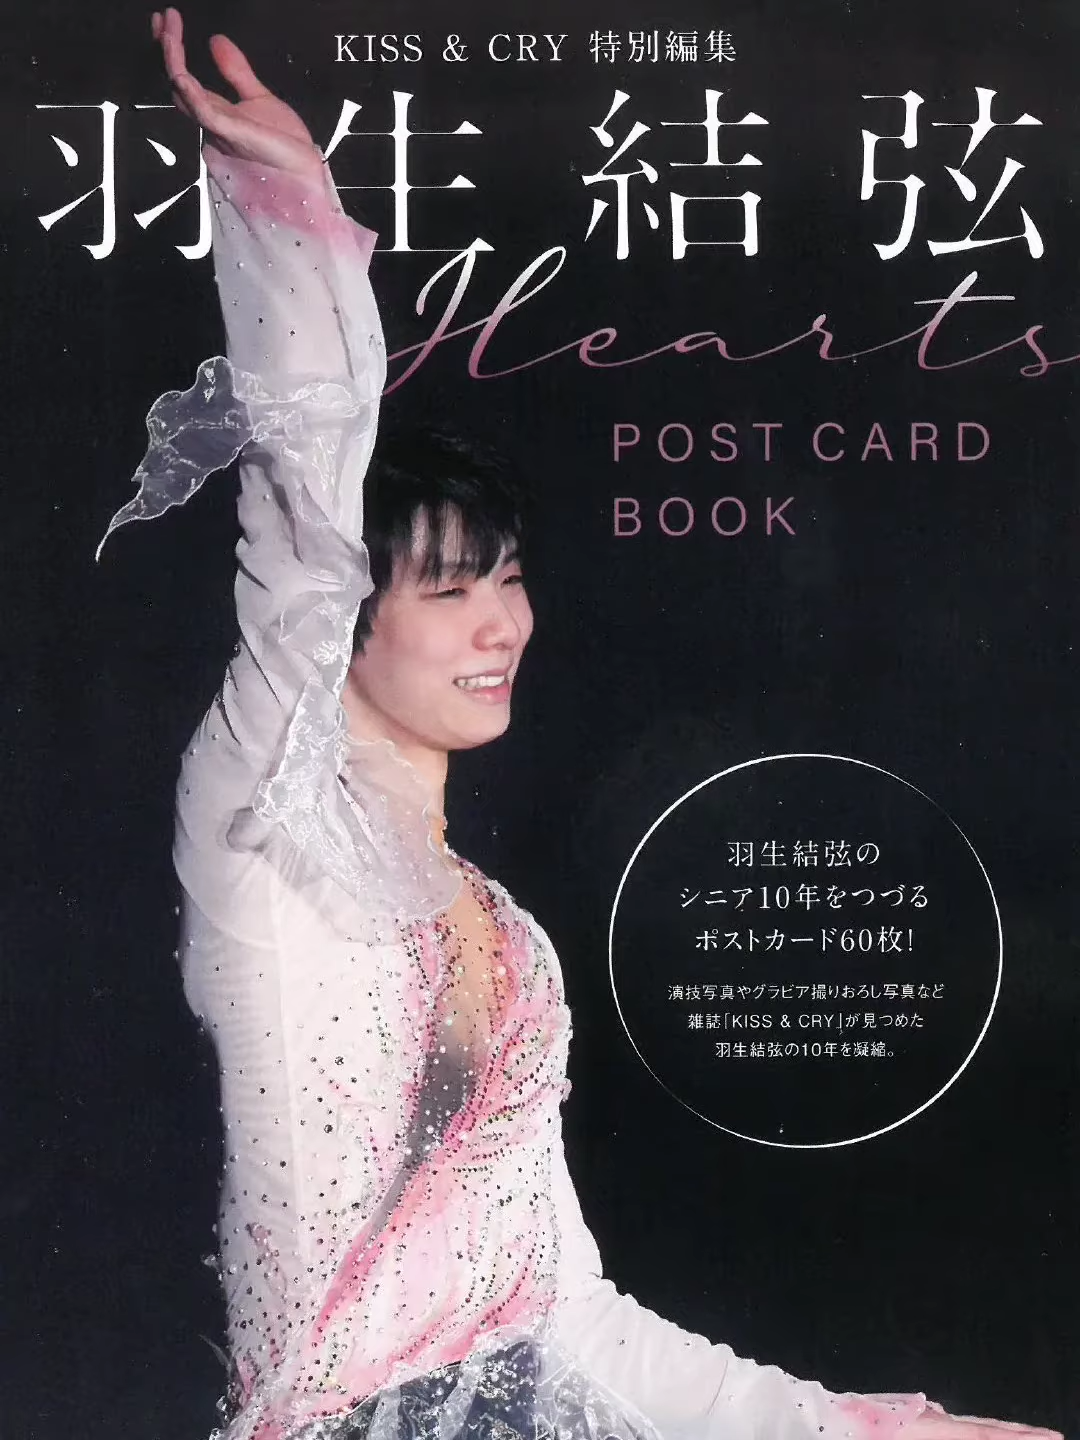 KISS & CRY 特別編集
羽生結弦
Hearts
POST CARD
BOOK
羽生結弦の
シニア10年をつづる
ポストカード60枚!
演技写真やグラビア撮りおろし写真など
雑誌「KISS & CRY」が見つめた
羽生結弦の10年を凝縮。